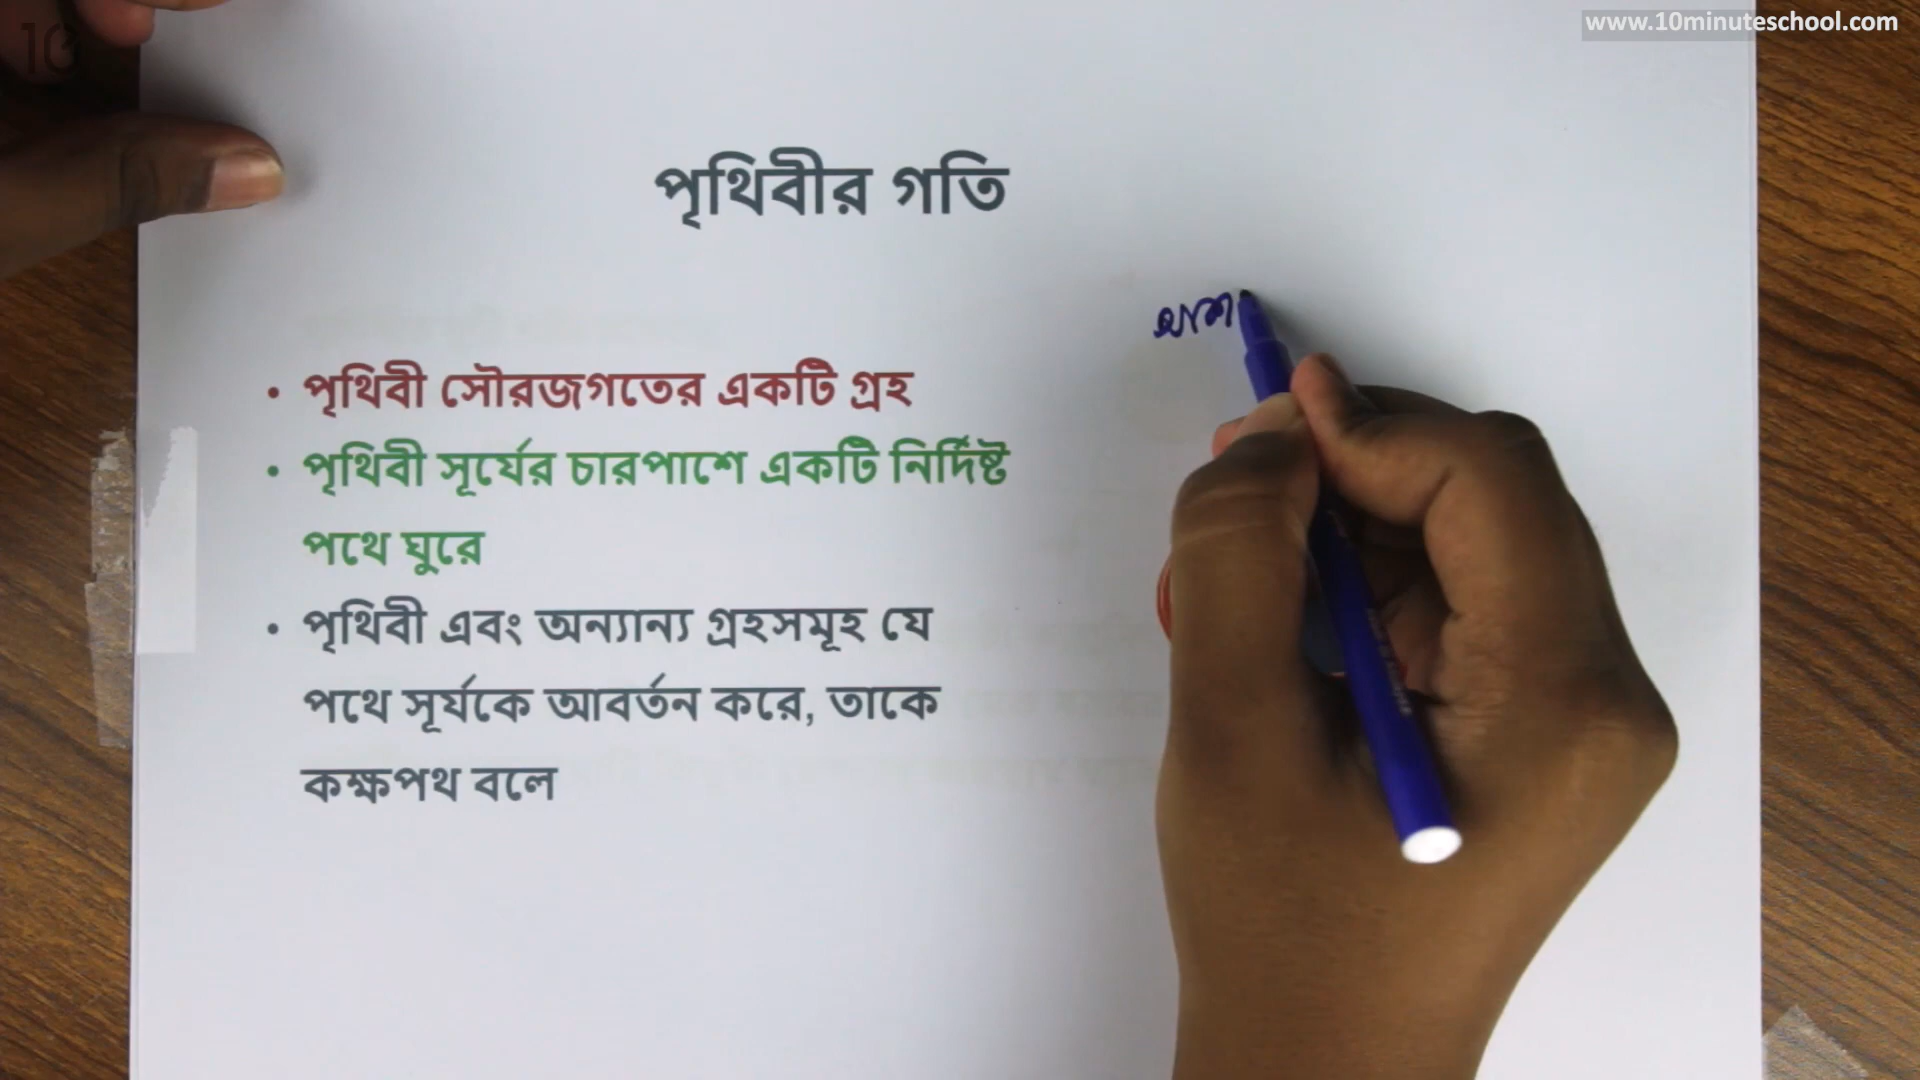 www.10minuteschool.com
10
পৃথিবীর গতি
• পৃথিবী সৌরজগতের একটি গ্রহ
• পৃথিবী সূর্যের চারপাশে একটি নির্দিষ্ট
পথে ঘুরে
• পৃথিবী এবং অন্যান্য গ্রহসমূহ যে
পথে সূর্যকে আবর্তন করে, তাকে
কক্ষপথ বলে